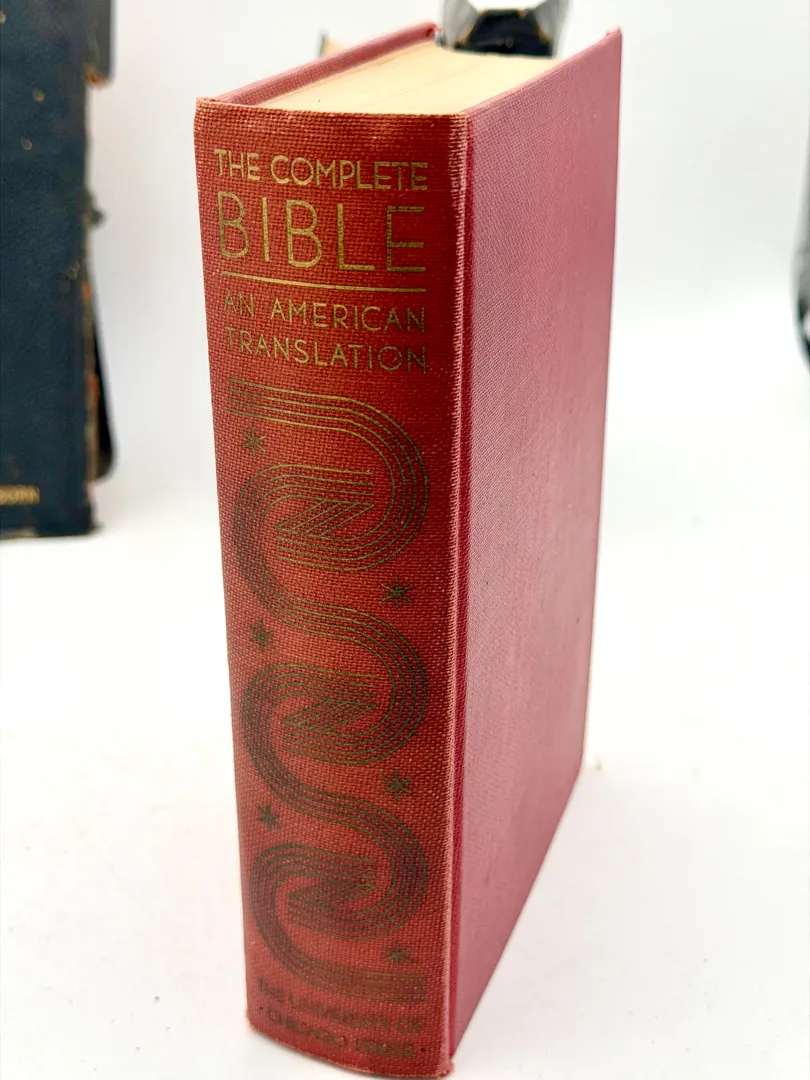 THE COMPLETE
BIBLE
AN AMERICAN
TRANSLATION
THE UNIVERSITY OF
CHICAGO PRESS